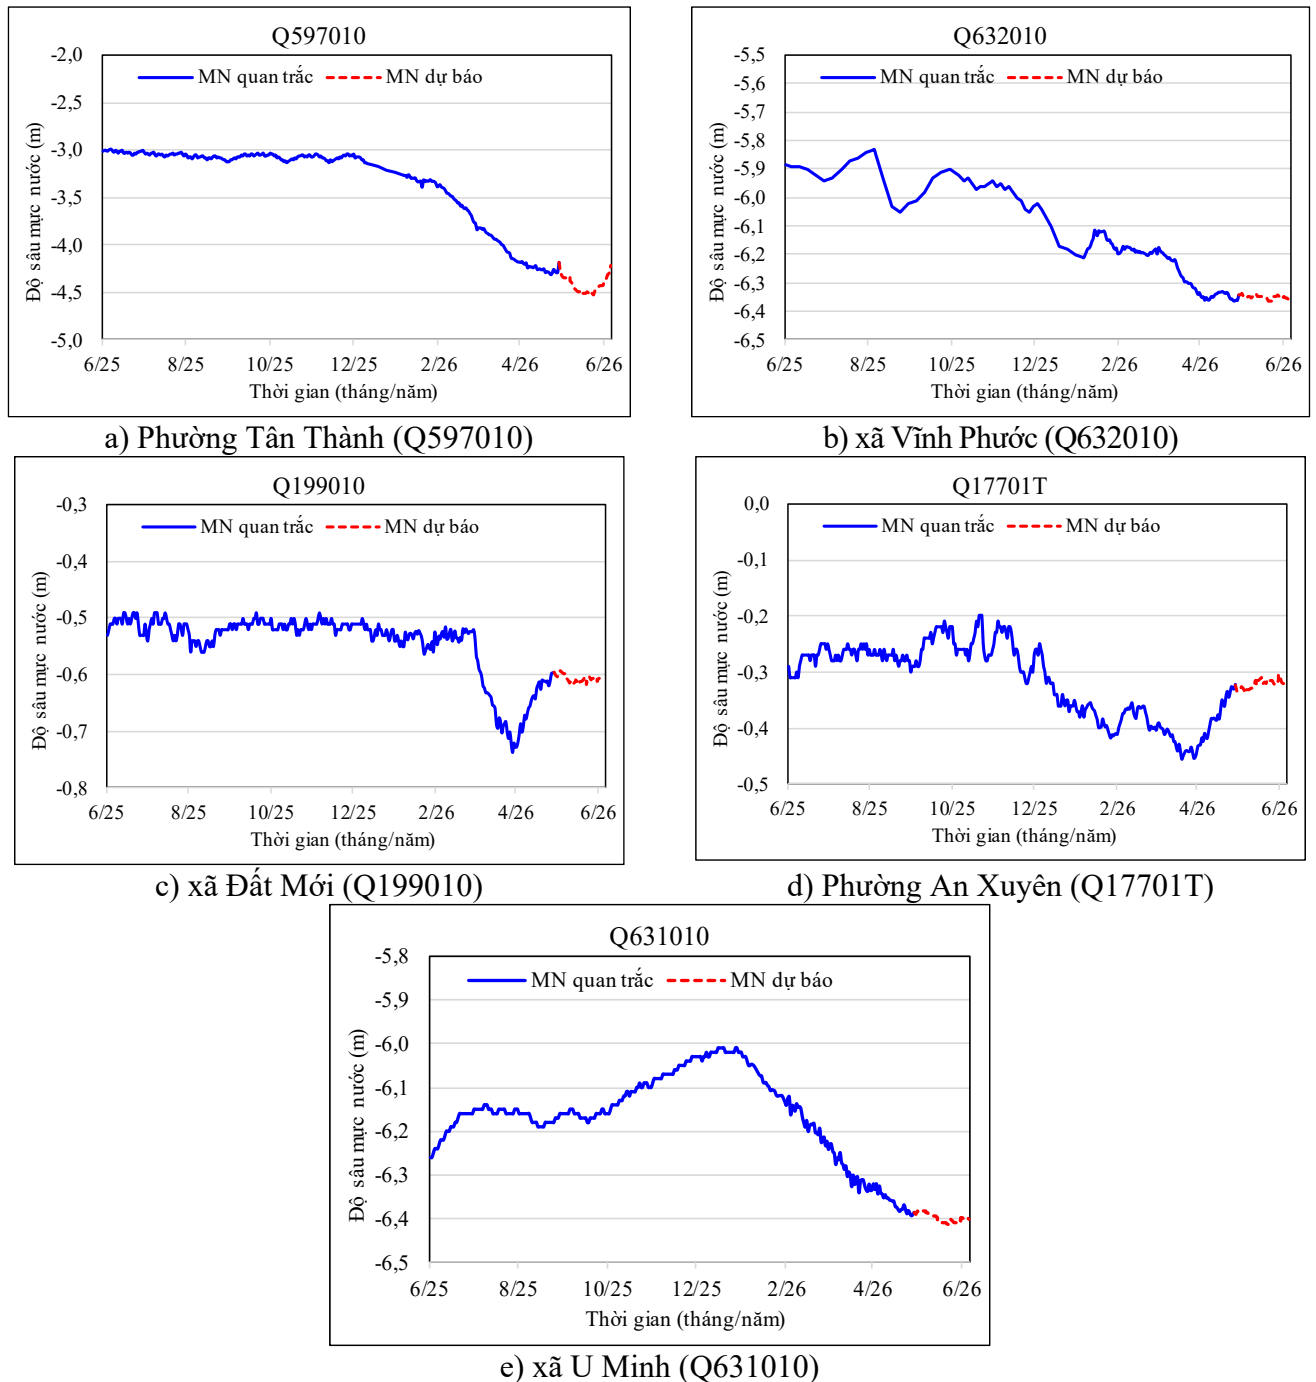 Q597010
MN quan trắc MN dự báo
Độ sâu mực nước (m)
-2,0
-2,5
-3,0
-3,5
-4,0
-4,5
-5,0
6/25 8/25 10/25 12/25 2/26 4/26 6/26
Thời gian (tháng/năm)
a) Phường Tân Thành (Q597010)
Q632010
MN quan trắc MN dự báo
Độ sâu mực nước (m)
-5,5
-5,6
-5,7
-5,8
-5,9
-6,0
-6,1
-6,2
-6,3
-6,4
-6,5
6/25 8/25 10/25 12/25 2/26 4/26 6/26
Thời gian (tháng/năm)
b) xã Vĩnh Phước (Q632010)
Q199010
MN quan trắc MN dự báo
Độ sâu mực nước (m)
-0,3
-0,4
-0,5
-0,6
-0,7
-0,8
6/25 8/25 10/25 12/25 2/26 4/26 6/26
Thời gian (tháng/năm)
c) xã Đất Mới (Q199010)
Q17701T
MN quan trắc MN dự báo
Độ sâu mực nước (m)
0,0
-0,1
-0,2
-0,3
-0,4
-0,5
6/25 8/25 10/25 12/25 2/26 4/26 6/26
Thời gian (tháng/năm)
d) Phường An Xuyên (Q17701T)
Q631010
MN quan trắc MN dự báo
Độ sâu mực nước (m)
-5,8
-5,9
-6,0
-6,1
-6,2
-6,3
-6,4
-6,5
6/25 8/25 10/25 12/25 2/26 4/26 6/26
Thời gian (tháng/năm)
e) xã U Minh (Q631010)